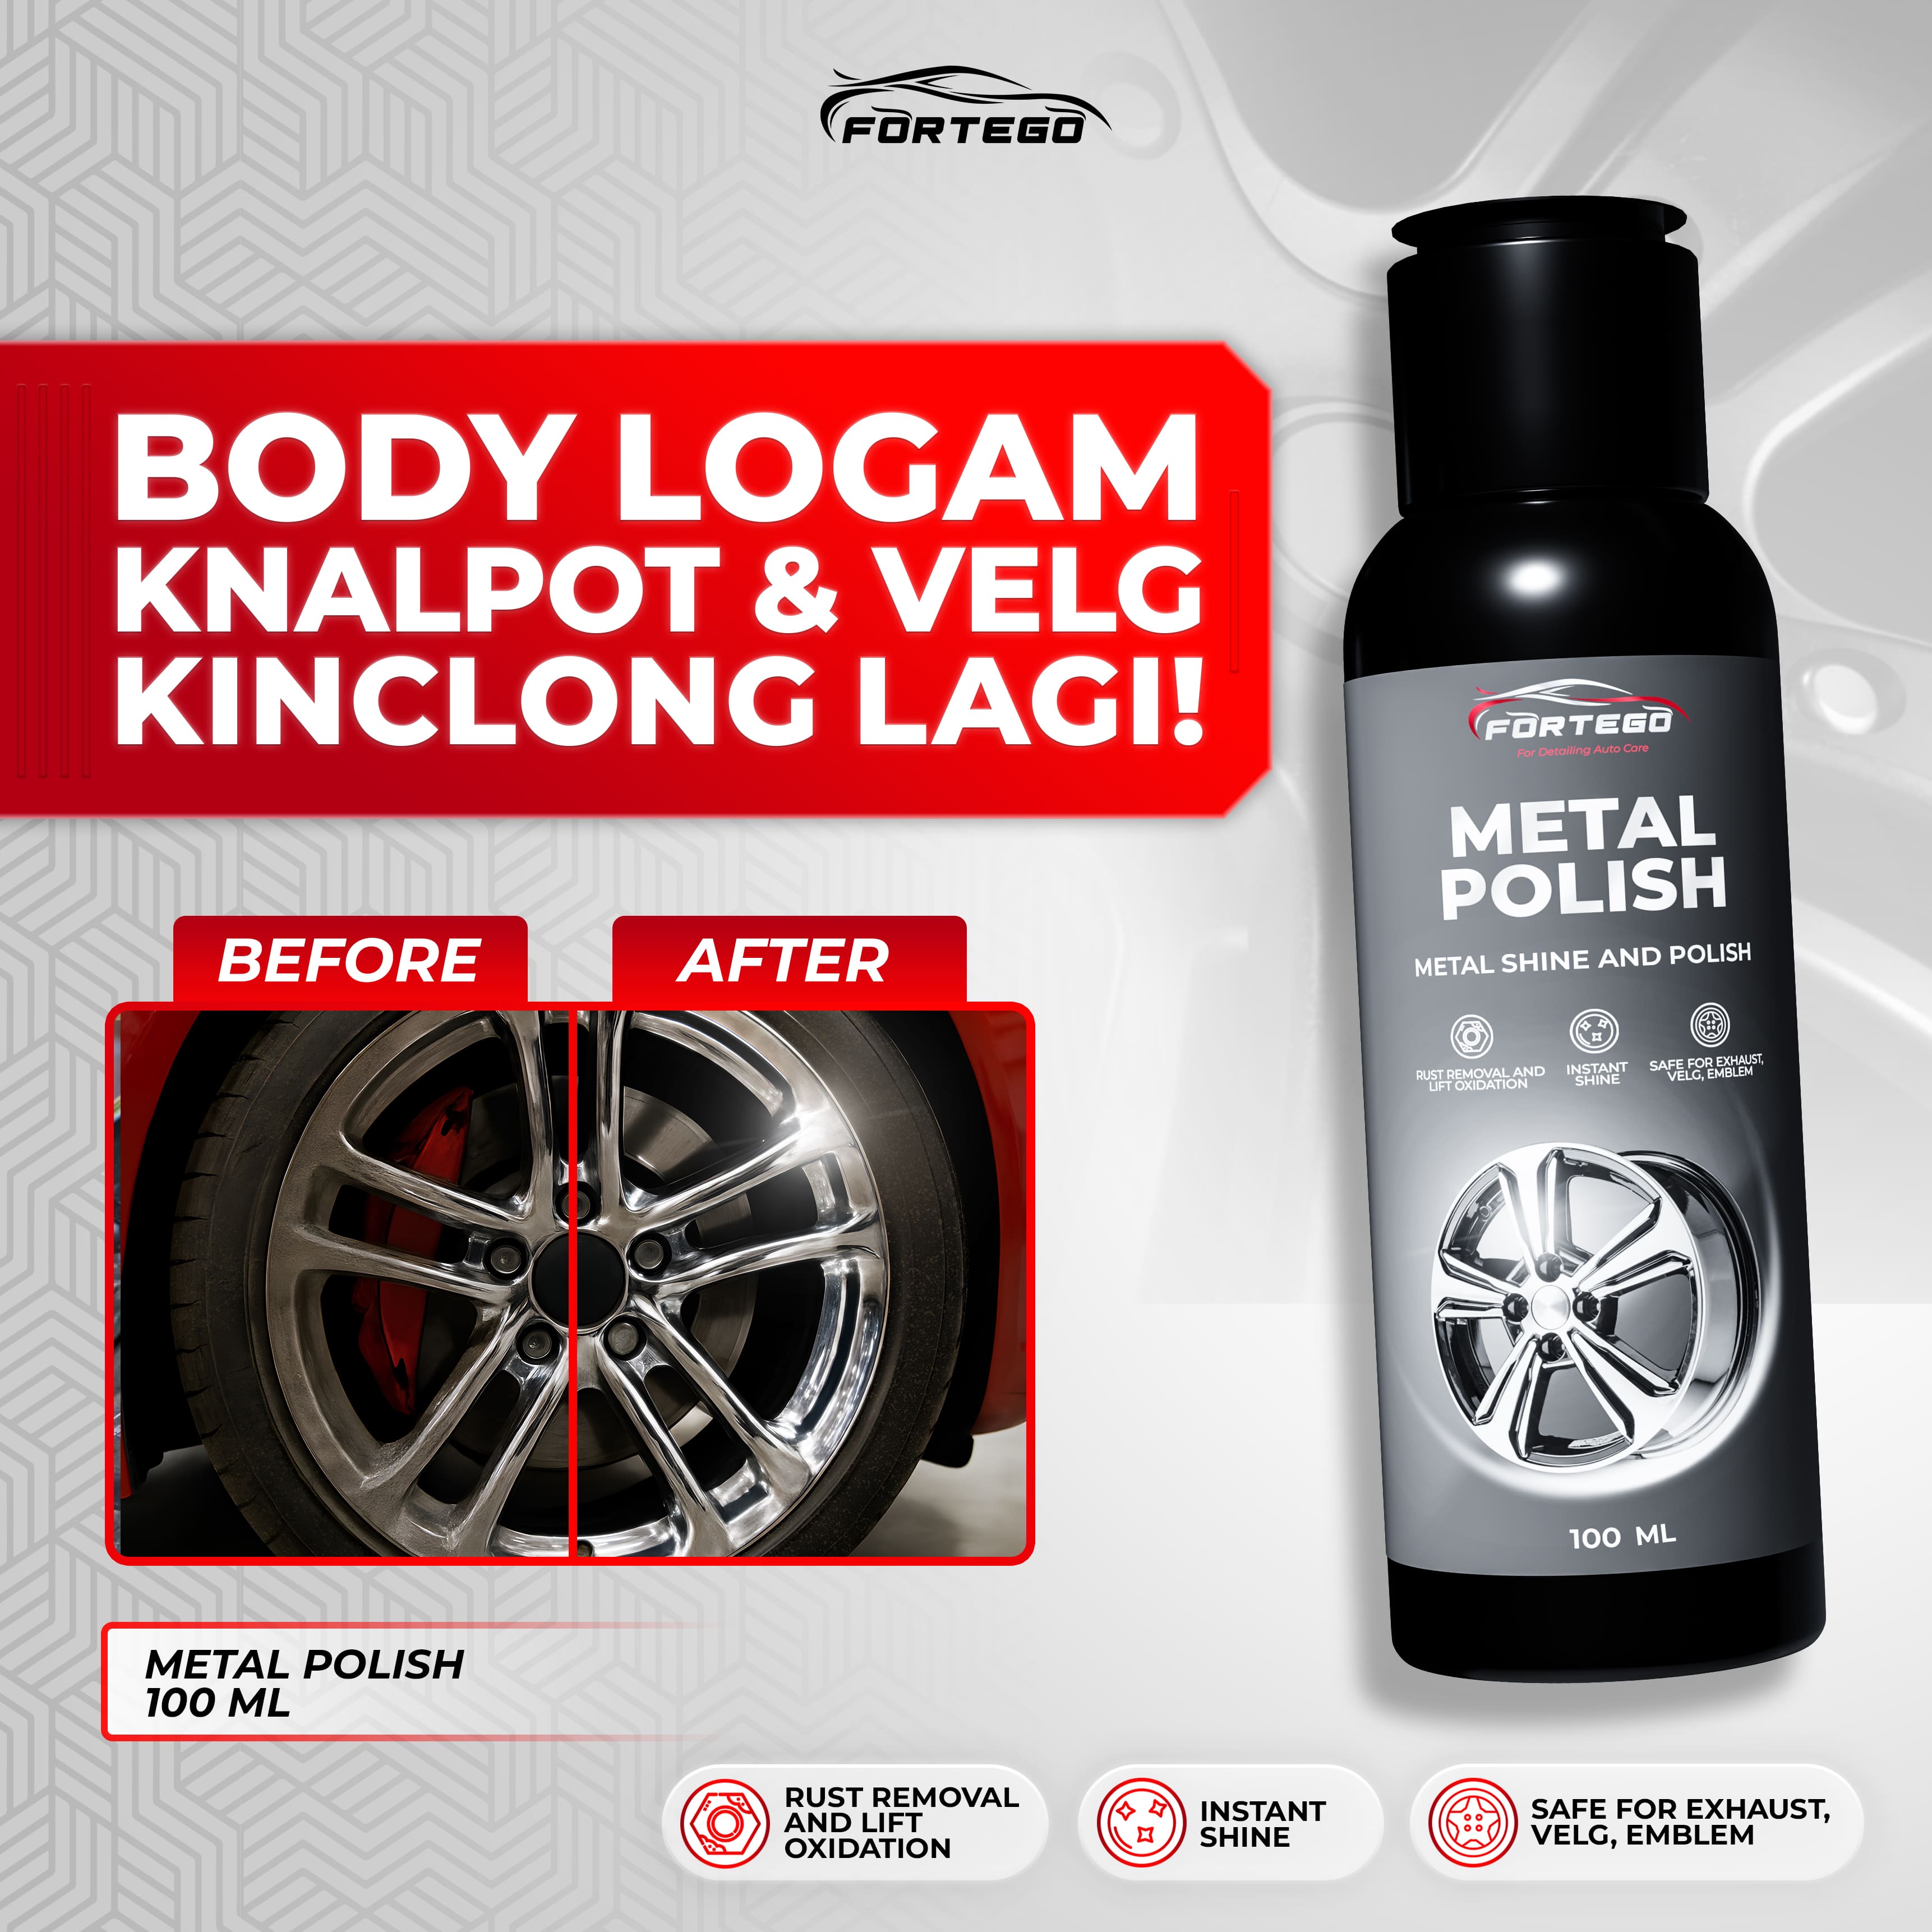 FORTEGO
BODY LOGAM
KNALPOT & VELG
KINCLONG LAGI!
BEFORE
AFTER
METAL POLISH
100 ML
FORTEGO
For Detailing Auto Care
METAL
POLISH
METAL SHINE AND POLISH
RUST REMOVAL AND
LIFT OXIDATION
INSTANT
SHINE
SAFE FOR EXHAUST,
VELG, EMBLEM
100 ML
RUST REMOVAL
AND LIFT
OXIDATION
INSTANT
SHINE
SAFE FOR EXHAUST,
VELG, EMBLEM